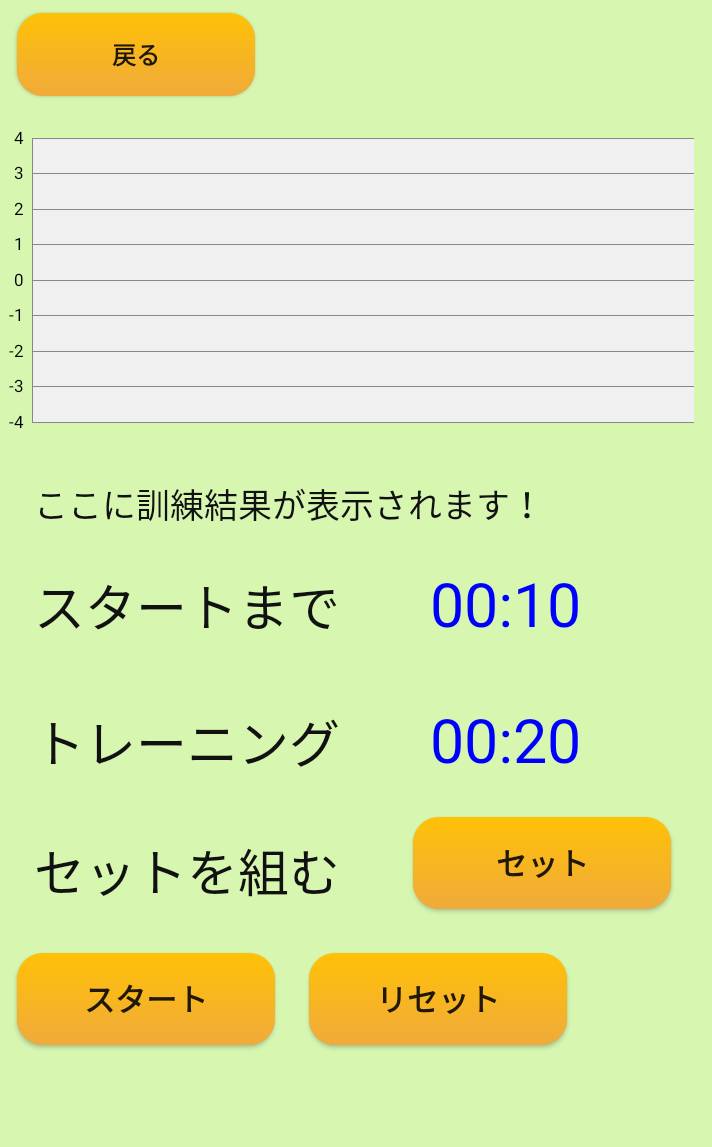 戻る
4
3
2
1
0
-1
-2
-3
-4
ここに訓練結果が表示されます！
スタートまで 00:10
トレーニング 00:20
セットを組む セット
スタート リセット